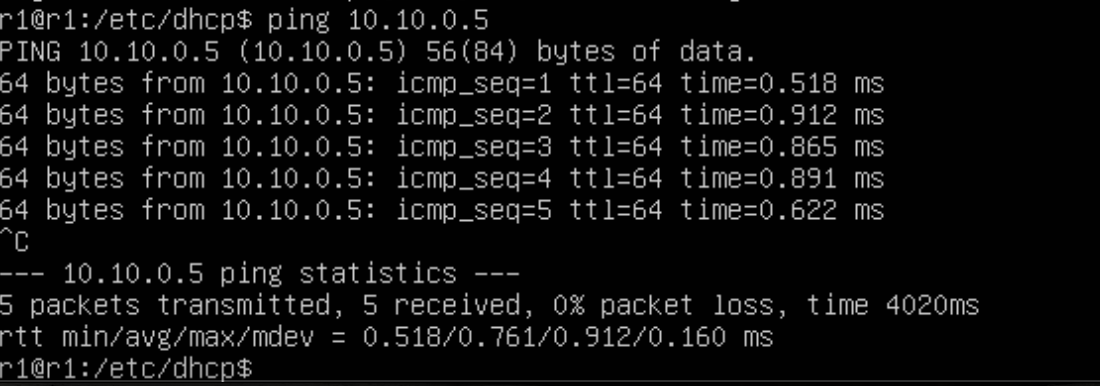 r1@r1:/etc/dhcp$ ping 10.10.0.5
PING 10.10.0.5 (10.10.0.5) 56(84) bytes of data.
64 bytes from 10.10.0.5: icmp_seq=1 ttl=64 time=0.518 ms
64 bytes from 10.10.0.5: icmp_seq=2 ttl=64 time=0.912 ms
64 bytes from 10.10.0.5: icmp_seq=3 ttl=64 time=0.865 ms
64 bytes from 10.10.0.5: icmp_seq=4 ttl=64 time=0.891 ms
64 bytes from 10.10.0.5: icmp_seq=5 ttl=64 time=0.622 ms
^C
--- 10.10.0.5 ping statistics ---
5 packets transmitted, 5 received, 0% packet loss, time 4020ms
rtt min/avg/max/mdev = 0.518/0.761/0.912/0.160 ms
r1@r1:/etc/dhcp$